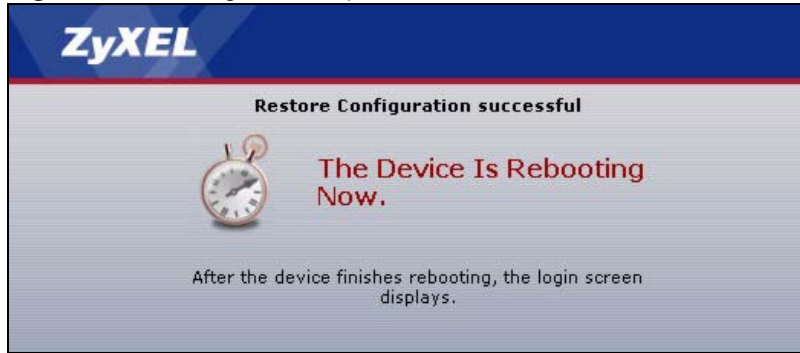 ZyXEL
Restore Configuration successful
The Device Is Rebooting
Now.
After the device finishes rebooting, the login screen
displays.